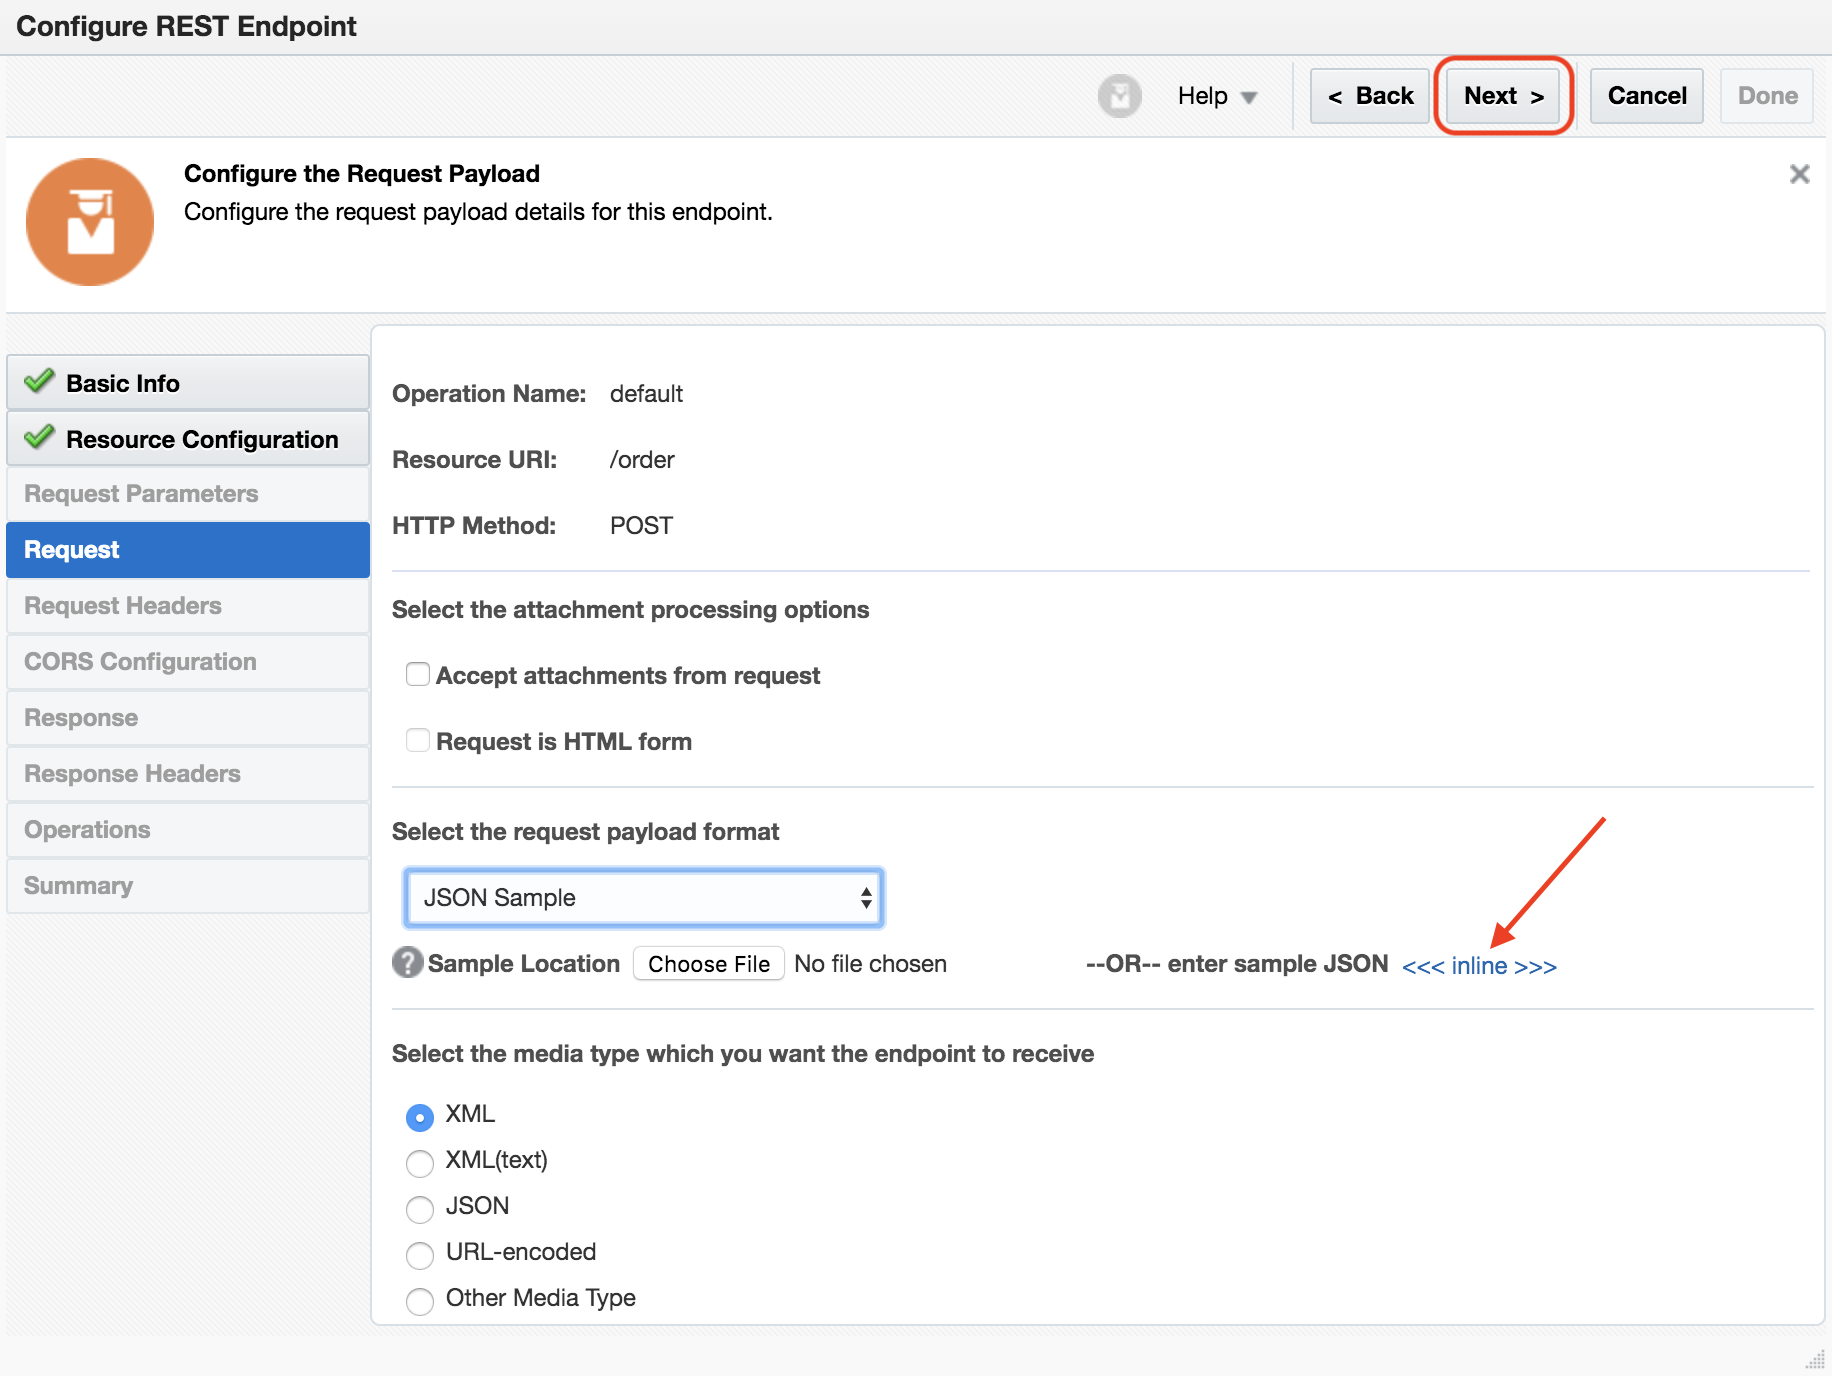 Configure REST Endpoint
Help
< Back
Next >
Cancel
Done
Configure the Request Payload
Configure the request payload details for this endpoint.
Basic Info
Resource Configuration
Request Parameters
Request
Request Headers
CORS Configuration
Response
Response Headers
Operations
Summary
Operation Name: default
Resource URI: /order
HTTP Method: POST
Select the attachment processing options
Accept attachments from request
Request is HTML form
Select the request payload format
JSON Sample
? Sample Location Choose File No file chosen --OR-- enter sample JSON <<< inline >>>
Select the media type which you want the endpoint to receive
XML
XML(text)
JSON
URL-encoded
Other Media Type